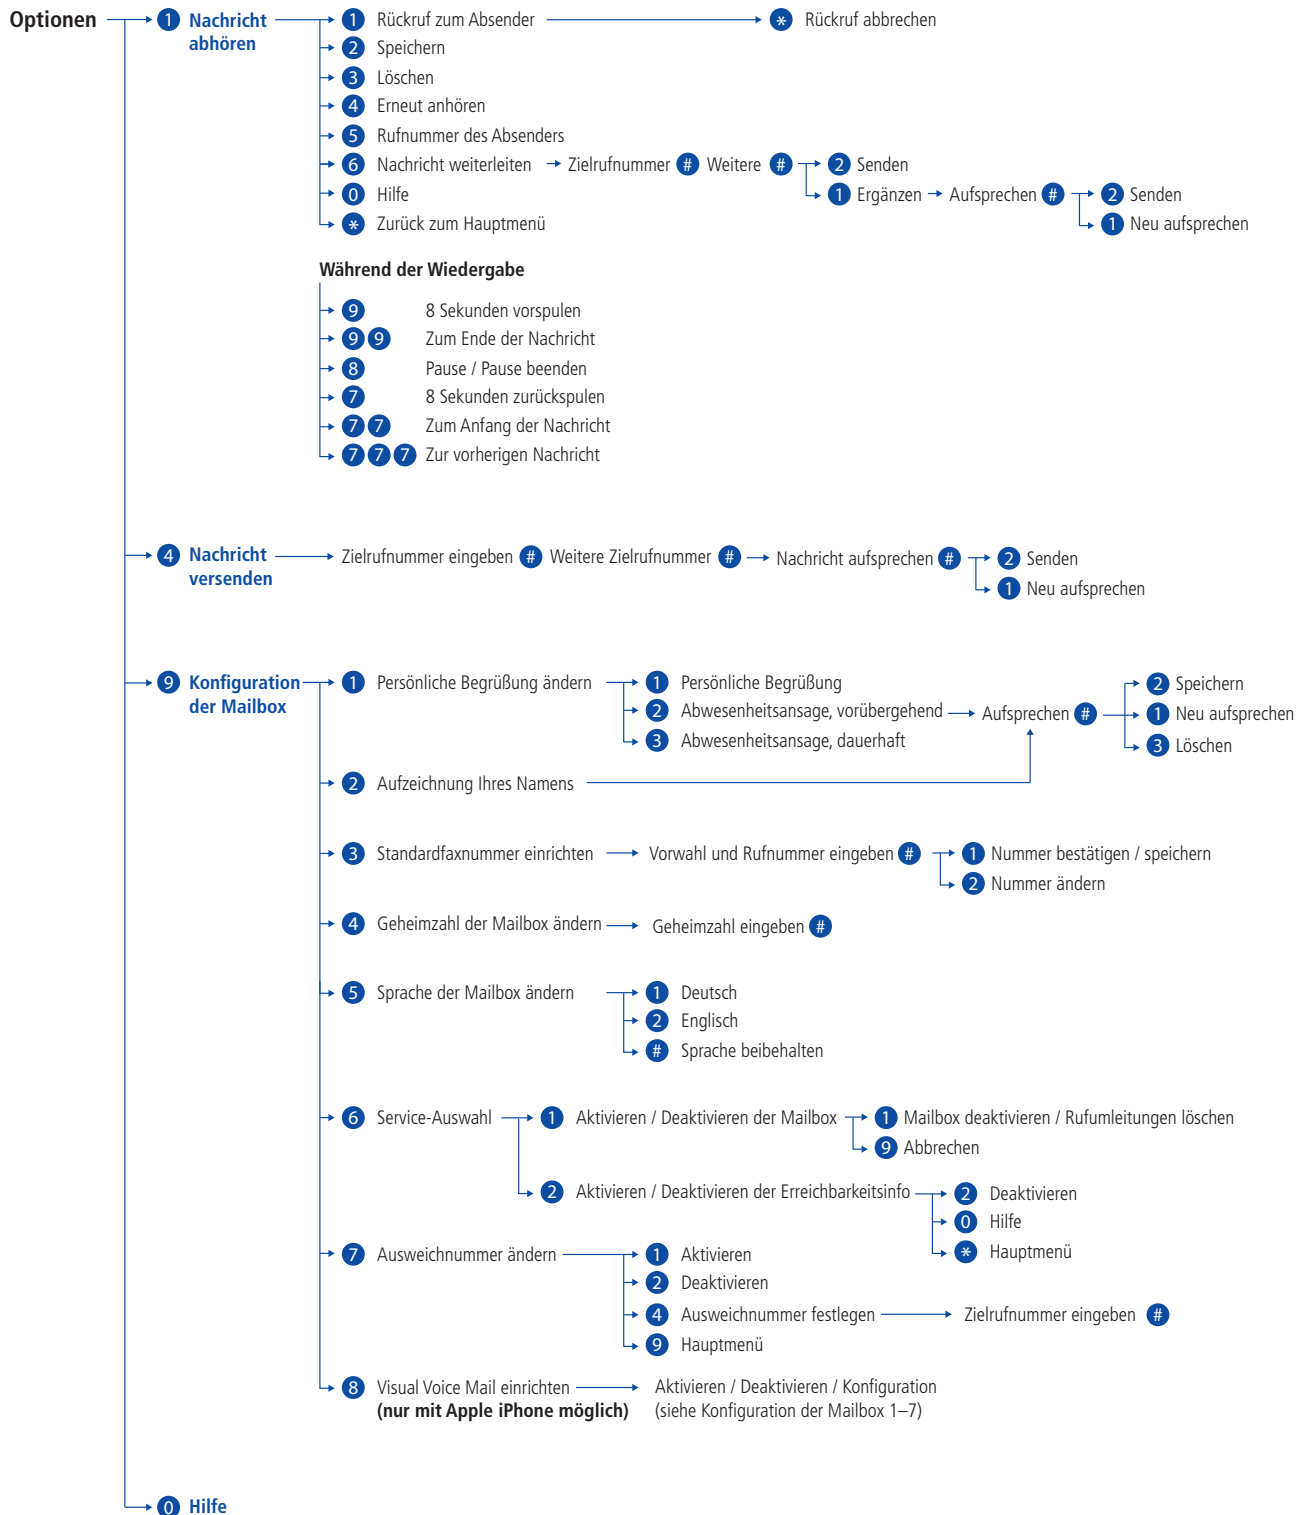 Optionen 1 Nachricht abhören
1 Rückruf zum Absender * Rückruf abbrechen
2 Speichern
3 Löschen
4 Erneut anhören
5 Rufnummer des Absenders
6 Nachricht weiterleiten Zielrufnummer # Weitere # 2 Senden
1 Ergänzen Aufsprechen # 2 Senden
1 Neu aufsprechen
0 Hilfe
* Zurück zum Hauptmenü
Während der Wiedergabe
9 8 Sekunden vorspulen
9 9 Zum Ende der Nachricht
8 Pause / Pause beenden
7 8 Sekunden zurückspulen
7 7 Zum Anfang der Nachricht
7 7 7 Zur vorherigen Nachricht
4 Nachricht versenden
Zielrufnummer eingeben # Weitere Zielrufnummer # Nachricht aufsprechen # 2 Senden
1 Neu aufsprechen
9 Konfiguration der Mailbox
1 Persönliche Begrüßung ändern
1 Persönliche Begrüßung
2 Abwesenheitsansage, vorübergehend Aufsprechen #
3 Abwesenheitsansage, dauerhaft
2 Speichern
1 Neu aufsprechen
3 Löschen
2 Aufzeichnung Ihres Namens
3 Standardfaxnummer einrichten Vorwahl und Rufnummer eingeben # 1 Nummer bestätigen / speichern
2 Nummer ändern
4 Geheimzahl der Mailbox ändern Geheimzahl eingeben #
5 Sprache der Mailbox ändern 1 Deutsch
2 Englisch
# Sprache beibehalten
6 Service-Auswahl 1 Aktivieren / Deaktivieren der Mailbox 1 Mailbox deaktivieren / Rufumleitungen löschen
9 Abbrechen
2 Aktivieren / Deaktivieren der Erreichbarkeitsinfo 2 Deaktivieren
0 Hilfe
* Hauptmenü
7 Ausweichnummer ändern 1 Aktivieren
2 Deaktivieren
4 Ausweichnummer festlegen Zielrufnummer eingeben #
9 Hauptmenü
8 Visual Voice Mail einrichten Aktivieren / Deaktivieren / Konfiguration
(nur mit Apple iPhone möglich) (siehe Konfiguration der Mailbox 1–7)
0 Hilfe